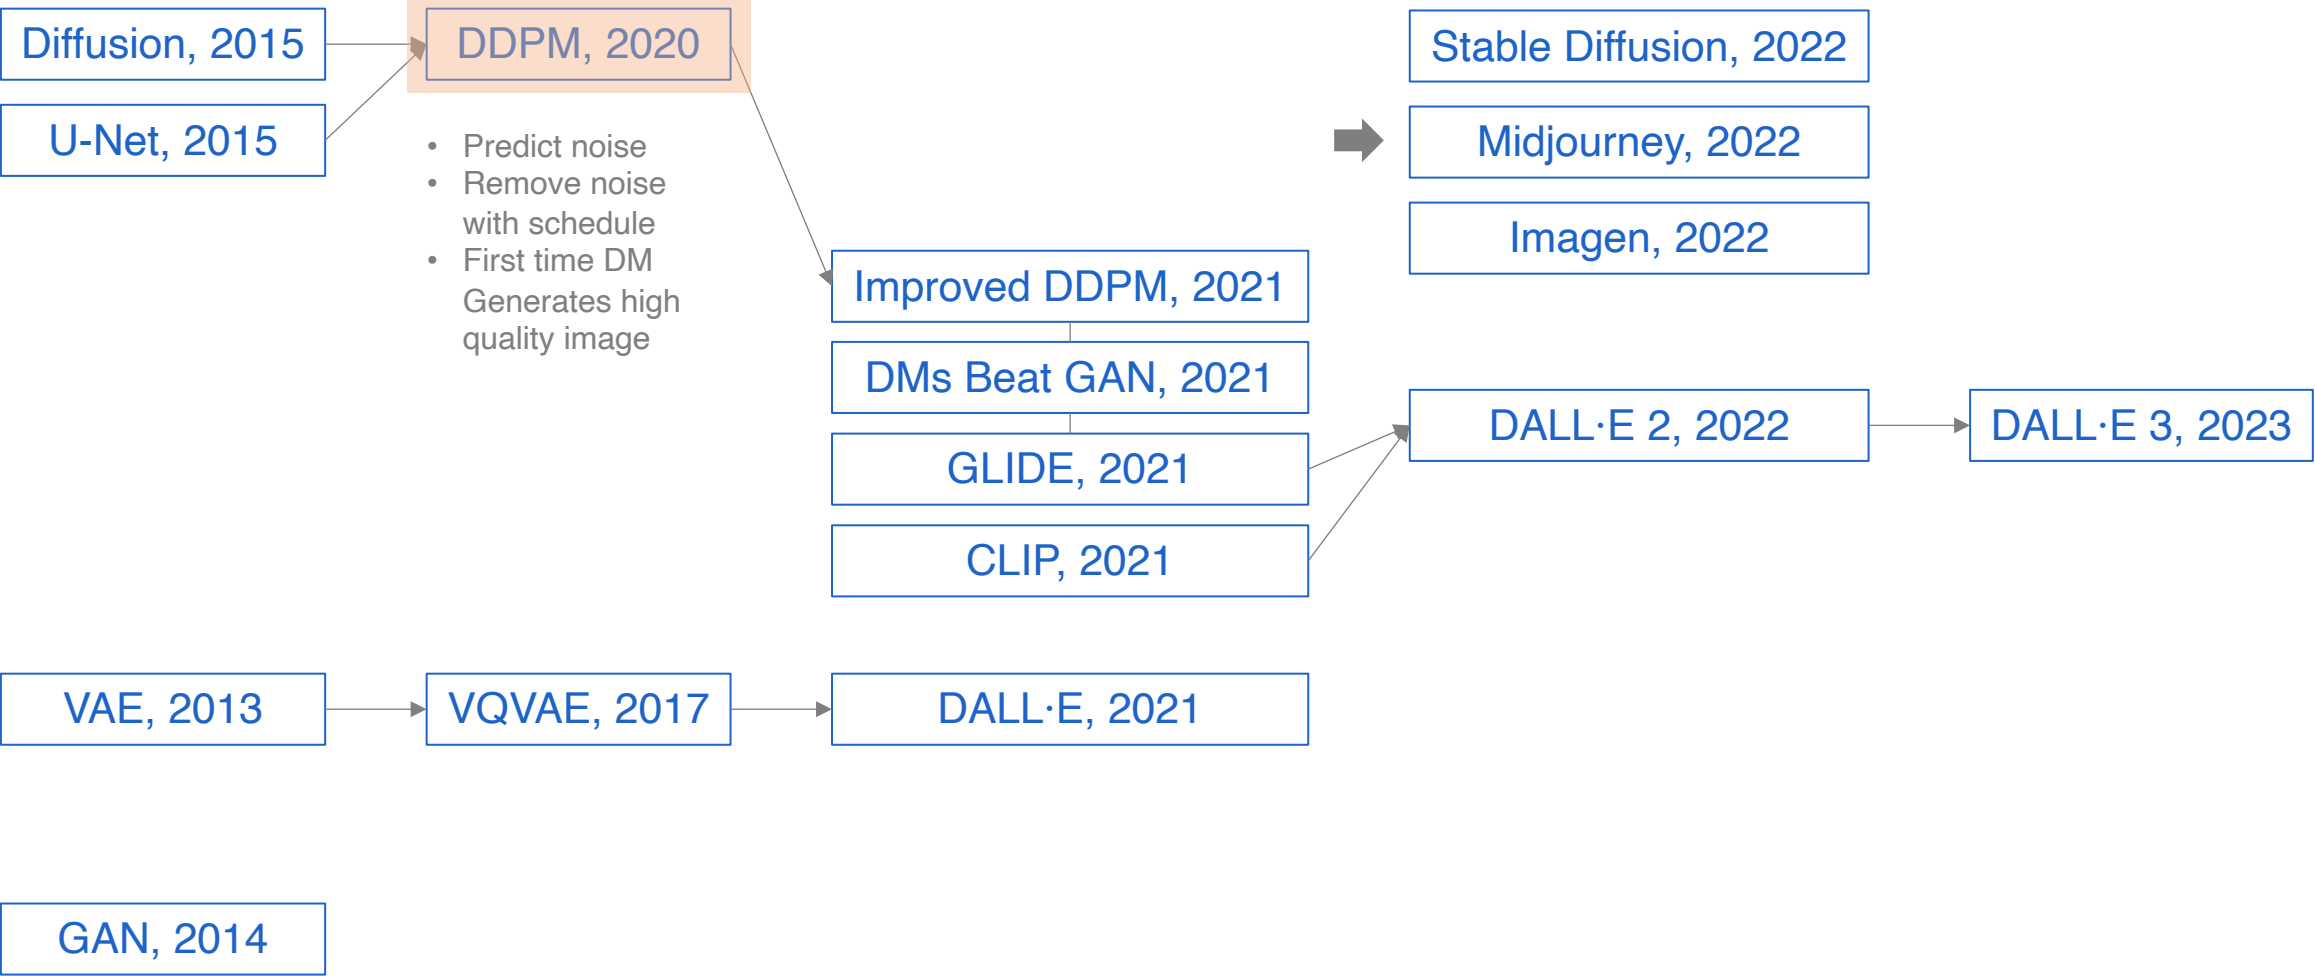 Diffusion, 2015
U-Net, 2015
DDPM, 2020
• Predict noise
• Remove noise
with schedule
• First time DM
Generates high
quality image
Improved DDPM, 2021
DMs Beat GAN, 2021
GLIDE, 2021
CLIP, 2021
Stable Diffusion, 2022
Midjourney, 2022
Imagen, 2022
DALL·E 2, 2022
DALL·E 3, 2023
VAE, 2013
VQVAE, 2017
DALL·E, 2021
GAN, 2014